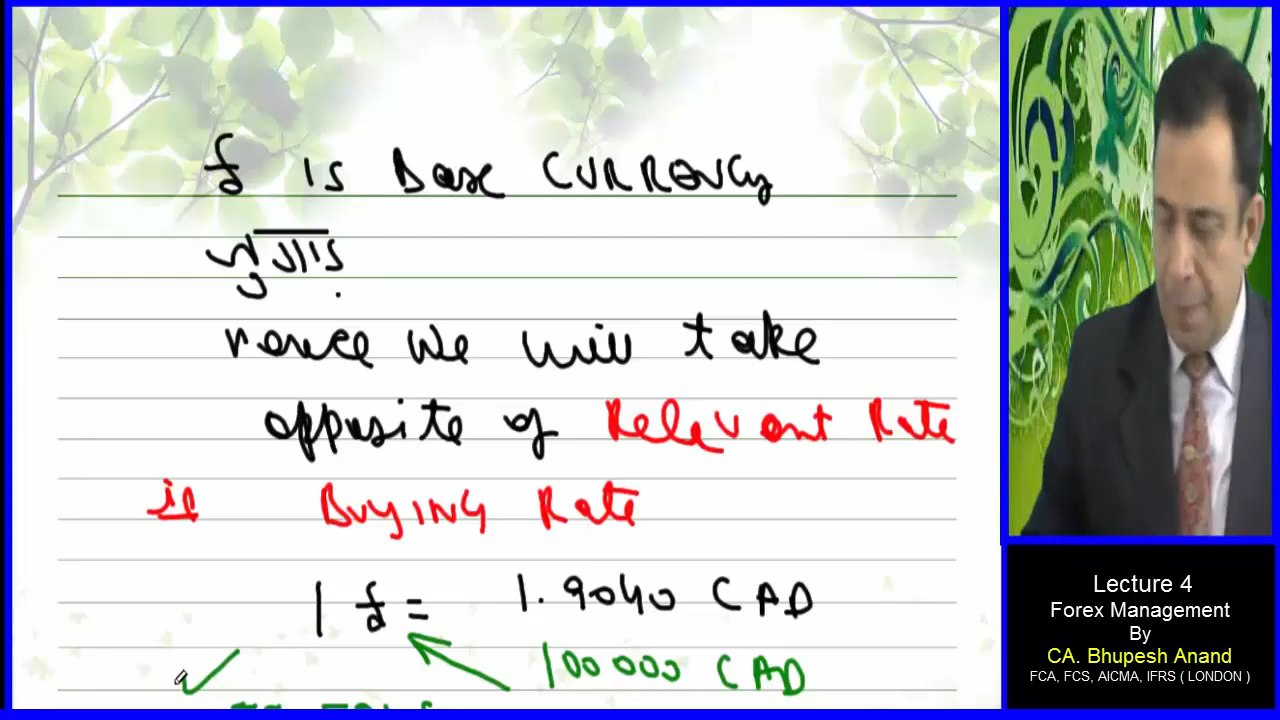 £ is Base CURRENCY
hence we will take
opposite of Relevant Rate
ie BUYING Rate
1 £ = 1.9040 CAD
100000 CAD
Lecture 4
Forex Management
By
CA. Bhupesh Anand
FCA, FCS, AICMA, IFRS ( LONDON )